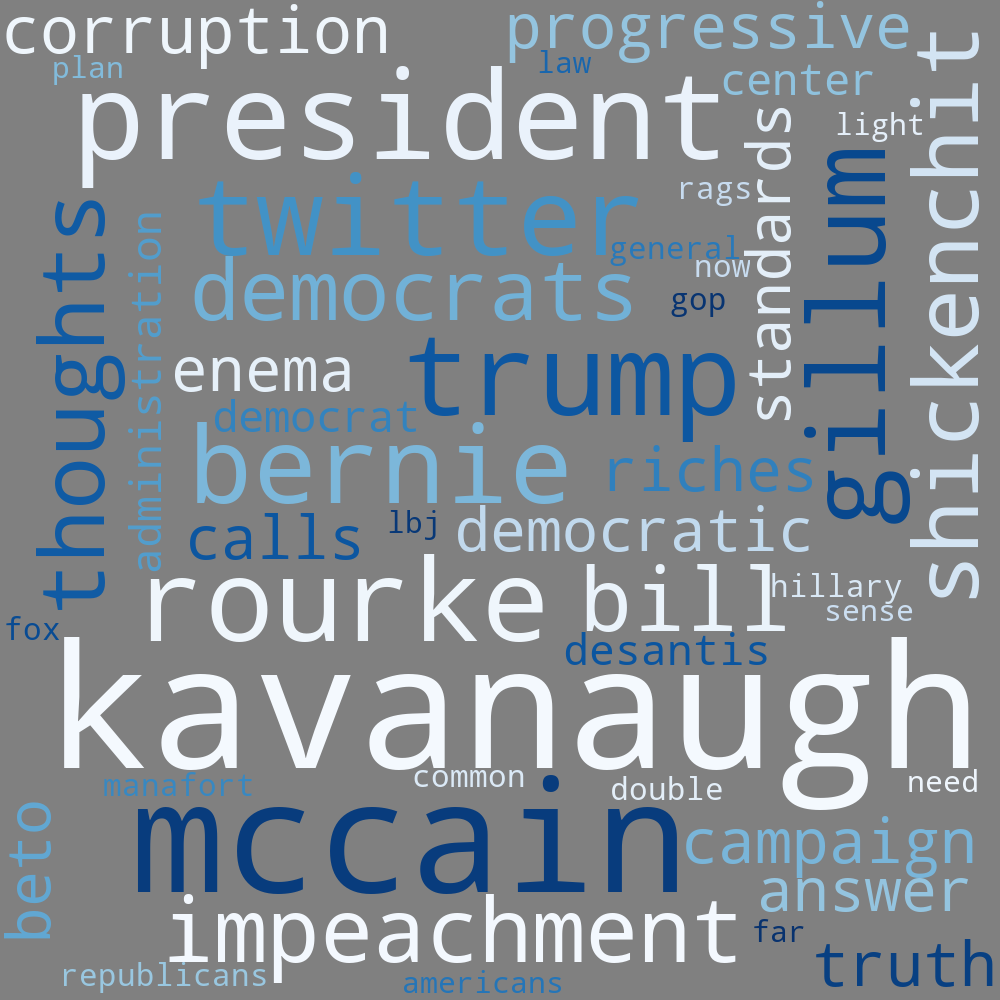 corruption
progressive
plan
law
center
president
light
shickenchit
standards
gillum
twitter
rags
thoughts
administration
general
now
democrats
gop
trump
enema
democrat
bernie
riches
lbj
calls
democratic
rourke
bill
hillary
sense
fox
desantis
kavanaugh
common
manafort
double
need
mccain
beto
campaign
answer
impeachment
far
truth
republicans
americans